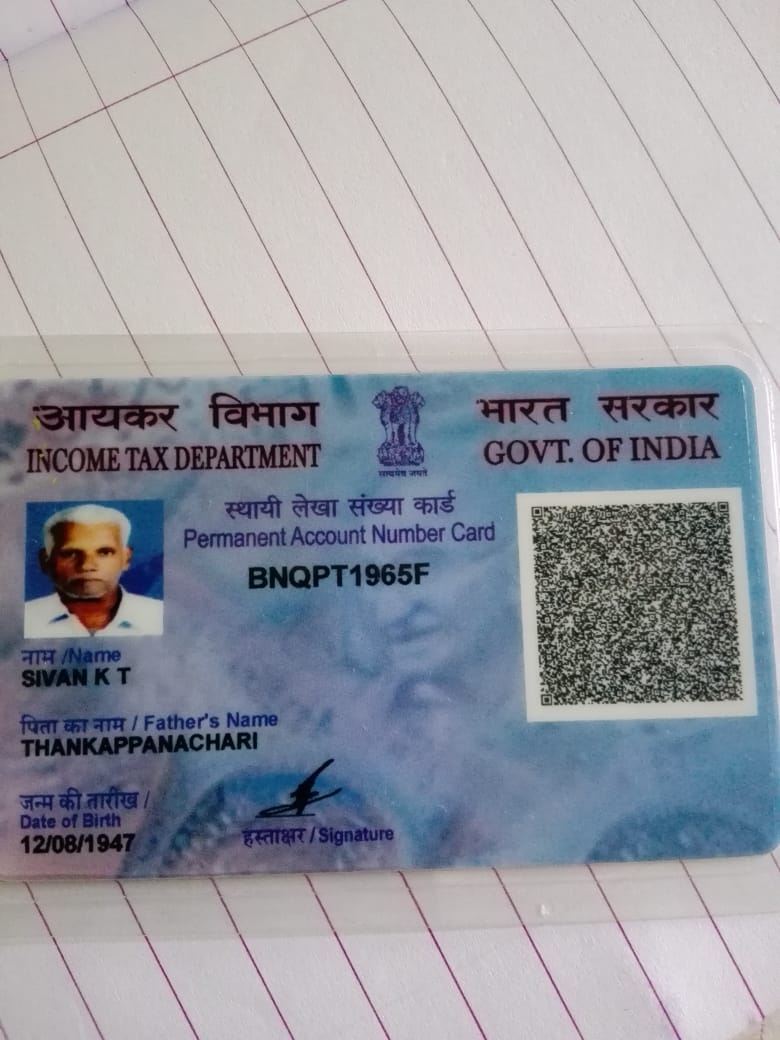 आयकर विभाग
INCOME TAX DEPARTMENT
सत्यमेव जयते
भारत सरकार
GOVT. OF INDIA
स्थायी लेखा संख्या कार्ड
Permanent Account Number Card
BNQPT1965F
नाम /Name
SIVAN K T
पिता का नाम / Father's Name
THANKAPPANACHARI
जन्म की तारीख /
Date of Birth
12/08/1947
हस्ताक्षर / Signature